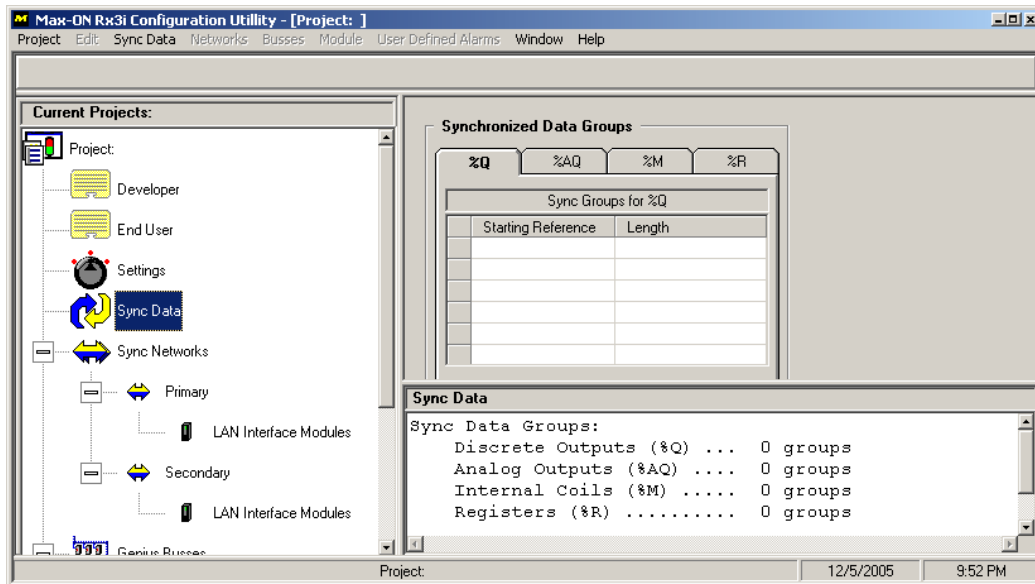 Max-ON Rx3i Configuration Utillity - [Project: ]
Project Edit Sync Data Networks Busses Module User Defined Alarms Window Help
Current Projects:
Project:
Developer
End User
Settings
Sync Data
Sync Networks
Primary
LAN Interface Modules
Secondary
LAN Interface Modules
Genius Busses
Synchronized Data Groups
%Q %AQ %M %R
Sync Groups for %Q
Starting Reference Length
Sync Data
Sync Data Groups:
Discrete Outputs (%Q) ... 0 groups
Analog Outputs (%AQ) .... 0 groups
Internal Coils (%M) ..... 0 groups
Registers (%R) .......... 0 groups
Project: 12/5/2005 9:52 PM